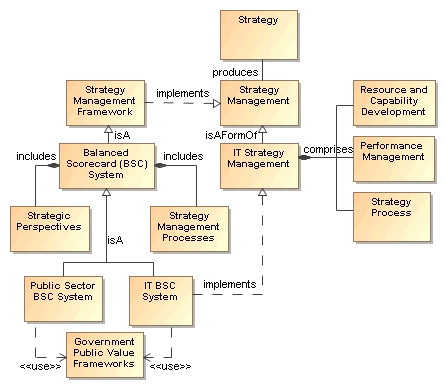 Strategy
produces
Strategy
Management
Framework
implements
Strategy
Management
Resource and
Capability
Development
isA
isAFormOf
includes
Balanced
Scorecard (BSC)
System
includes
IT Strategy
Management
comprises
Performance
Management
Strategic
Perspectives
Strategy
Management
Processes
Strategy
Process
isA
Public Sector
BSC System
IT BSC
System
implements
Government
Public Value
Frameworks
<<use>>
<<use>>